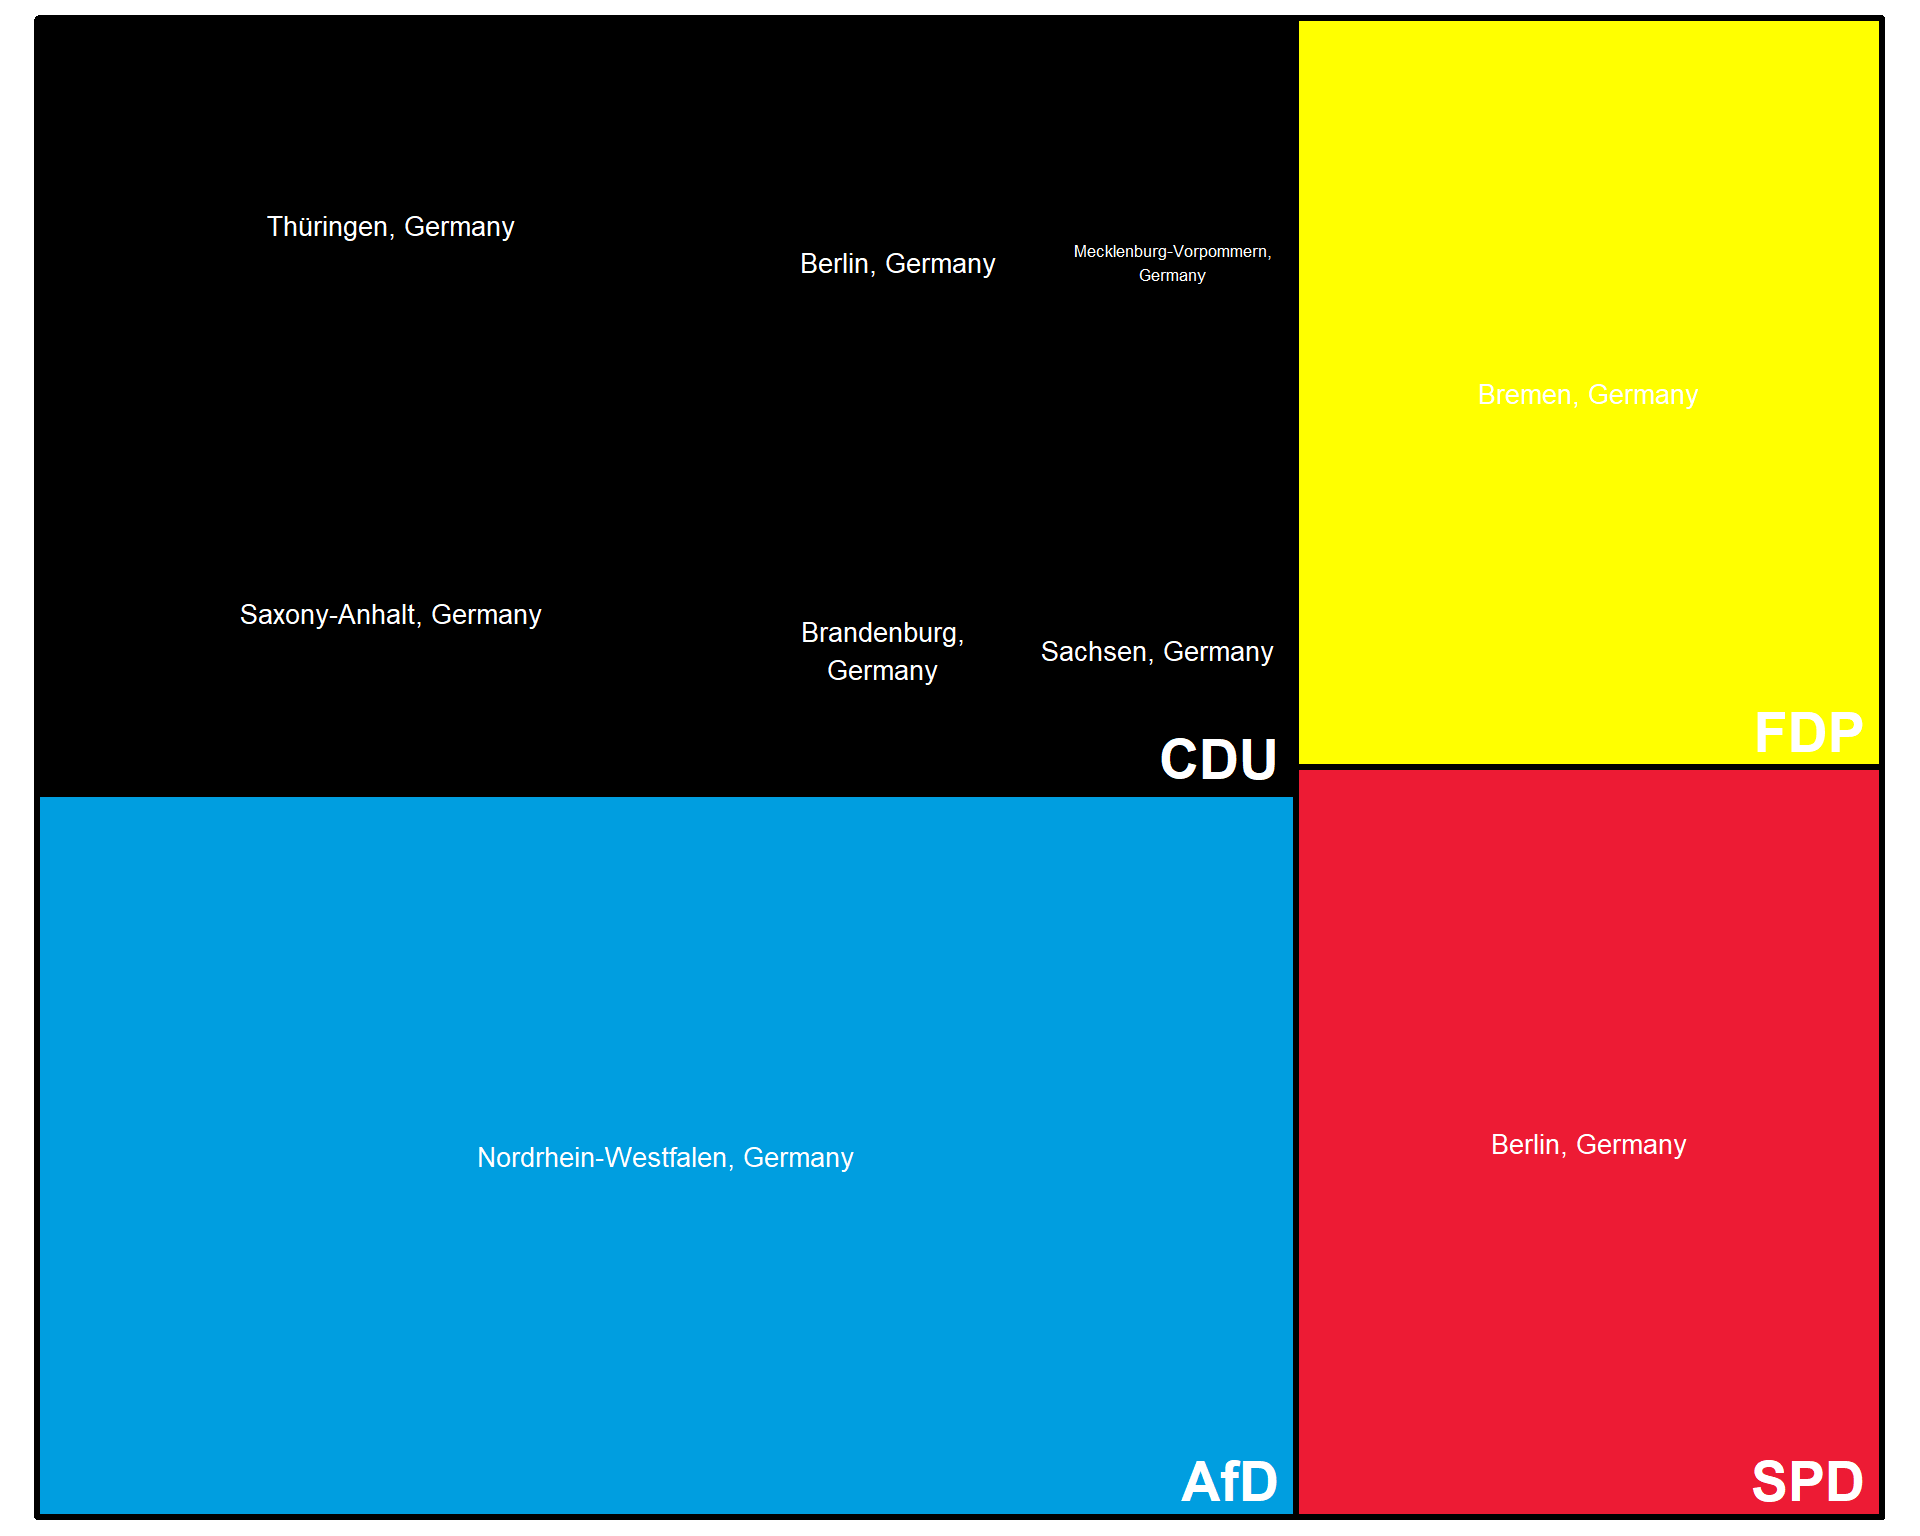 Thüringen, Germany
Berlin, Germany
Mecklenburg-Vorpommern,
Germany
Saxony-Anhalt, Germany
Brandenburg,
Germany
Sachsen, Germany
CDU
Bremen, Germany
FDP
Nordrhein-Westfalen, Germany
AfD
Berlin, Germany
SPD